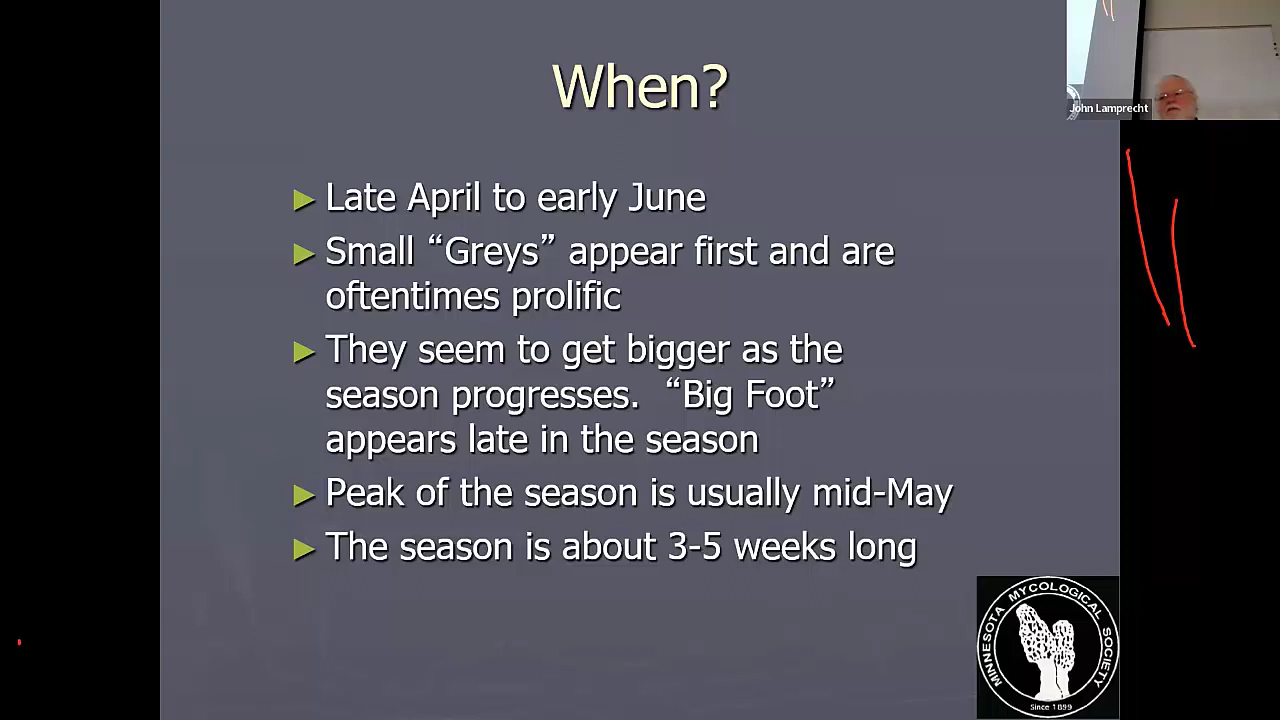 When?
John Lamprecht
Late April to early June
Small “Greys” appear first and are
oftentimes prolific
They seem to get bigger as the
season progresses. “Big Foot”
appears late in the season
Peak of the season is usually mid-May
The season is about 3-5 weeks long
MINNESOTA MYCOLOGICAL SOCIETY
Since 1899